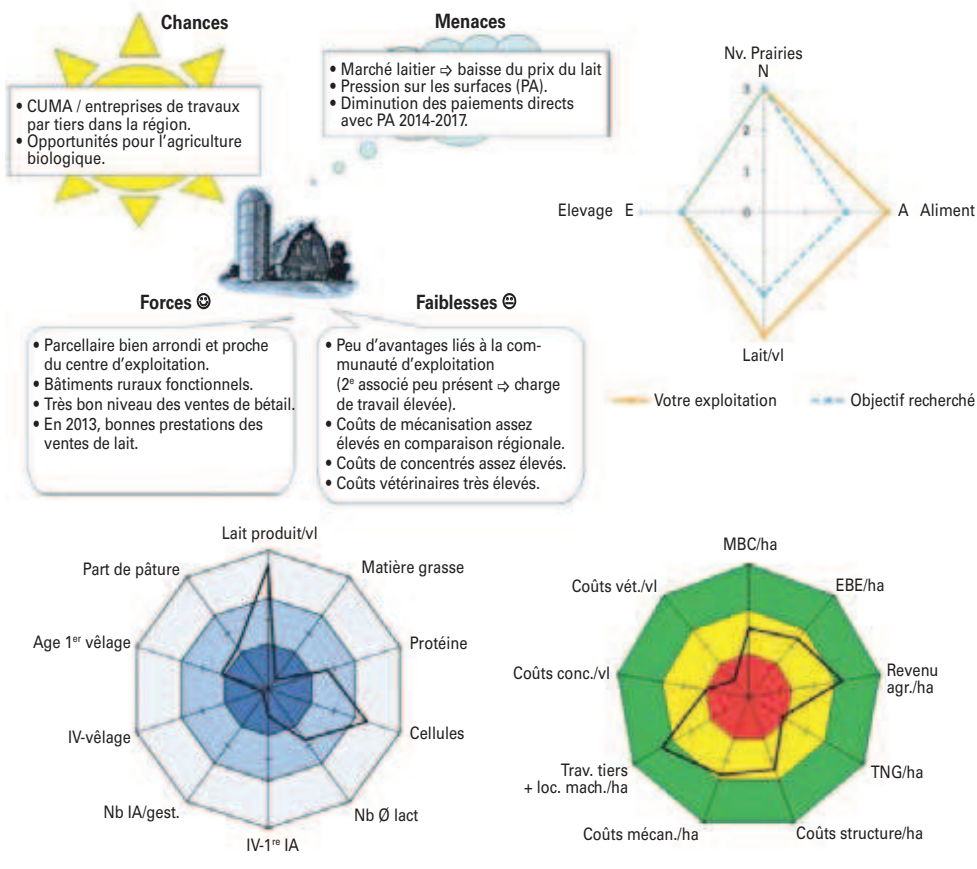 Chances
• CUMA / entreprises de travaux
par tiers dans la région.
• Opportunités pour l'agriculture
biologique.
Menaces
• Marché laitier ⇨ baisse du prix du lait
• Pression sur les surfaces (PA).
• Diminution des paiements directs
avec PA 2014-2017.
Nv. Prairies
N
3
2
1
0
Elevage E
A Aliment
Lait/vl
Votre exploitation
Objectif recherché
Forces ☺
• Parcellaire bien arrondi et proche
du centre d'exploitation.
• Bâtiments ruraux fonctionnels.
• Très bon niveau des ventes de bétail.
• En 2013, bonnes prestations des
ventes de lait.
Faiblesses 😐
• Peu d'avantages liés à la com-
munauté d'exploitation
(2e associé peu présent ⇨ charge
de travail élevée).
• Coûts de mécanisation assez
élevés en comparaison régionale.
• Coûts de concentrés assez élevés.
• Coûts vétérinaires très élevés.
Lait produit/vl
Matière grasse
Protéine
Cellules
Nb Ø lact
IV-1re IA
Nb IA/gest.
IV-vêlage
Age 1er vêlage
Part de pâture
MBC/ha
EBE/ha
Revenu
agr./ha
TNG/ha
Coûts structure/ha
Coûts mécan./ha
Trav. tiers
+ loc. mach./ha
Coûts conc./vl
Coûts vét./vl